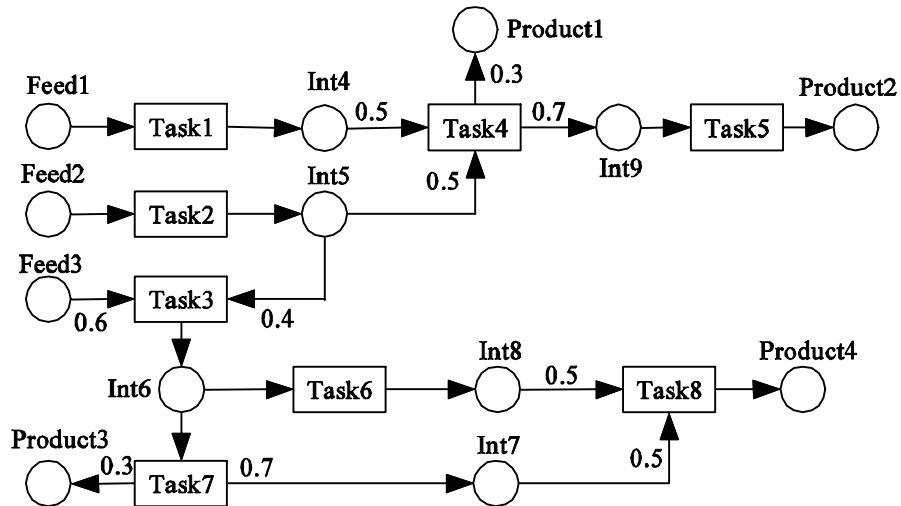 Product1
0.3
Feed1
Int4
Product2
Task1
0.5
Task4
0.7
Task5
Int9
Feed2
Int5
0.5
Task2
Feed3
Task3
0.6
0.4
Int8
Product4
Int6
Task6
0.5
Task8
Product3
Int7
0.3
Task7
0.7
0.5